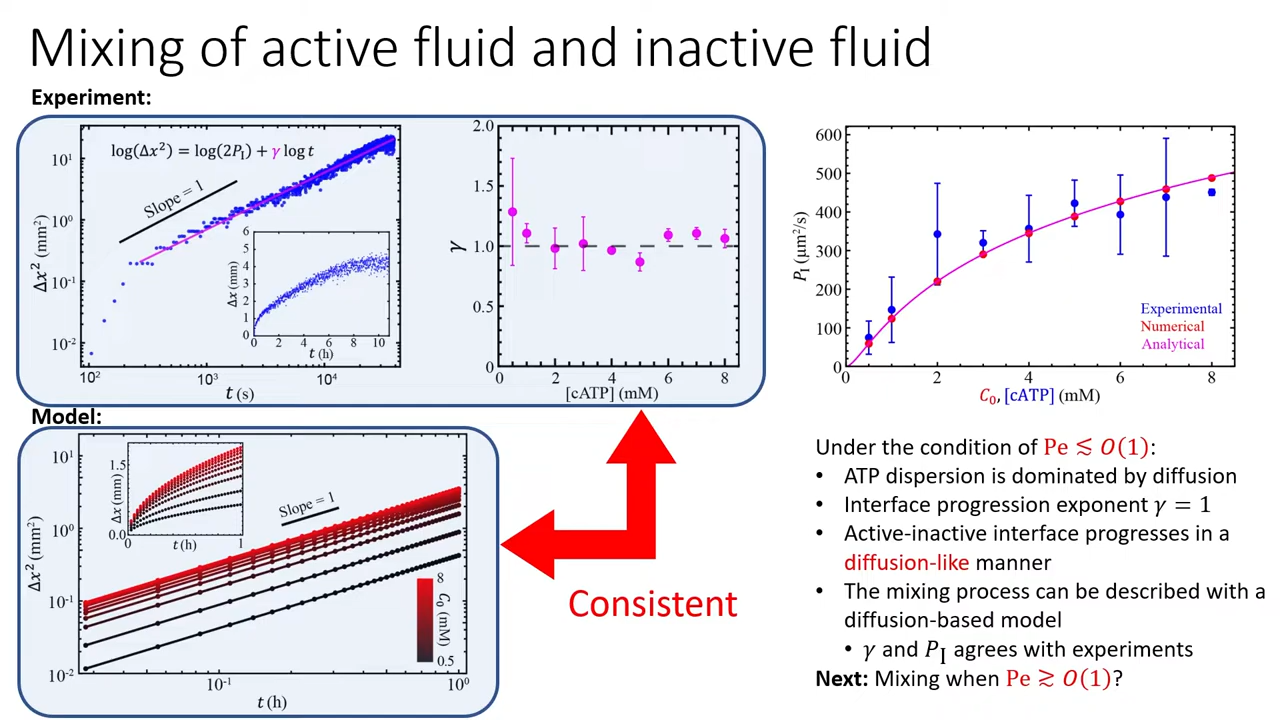 Mixing of active fluid and inactive fluid
Experiment:
log(Δx²) = log(2P_I) + γ log t
Slope = 1
Δx² (mm²)
10¹
10⁰
10⁻¹
10⁻²
10²
10³
10⁴
t (s)
Δx (mm)
5
4
3
2
1
0
0 2 4 6 8 10
t (h)
γ
2.0
1.5
1.0
0.5
0
0 2 4 6 8
[cATP] (mM)
P_I (μm²/s)
600
500
400
300
200
100
0
0 2 4 6 8
C₀, [cATP] (mM)
Experimental
Numerical
Analytical
Model:
Δx² (mm²)
10¹
10⁰
10⁻¹
10⁻²
10⁻¹
10⁰
t (h)
Δx (mm)
1.5
0.0
0
1
t (h)
Slope = 1
8
C₀ (mM)
0.5
Consistent
Under the condition of Pe ≲ O(1):
• ATP dispersion is dominated by diffusion
• Interface progression exponent γ = 1
• Active-inactive interface progresses in a
diffusion-like manner
• The mixing process can be described with a
diffusion-based model
• γ and P_I agrees with experiments
Next: Mixing when Pe ≳ O(1)?